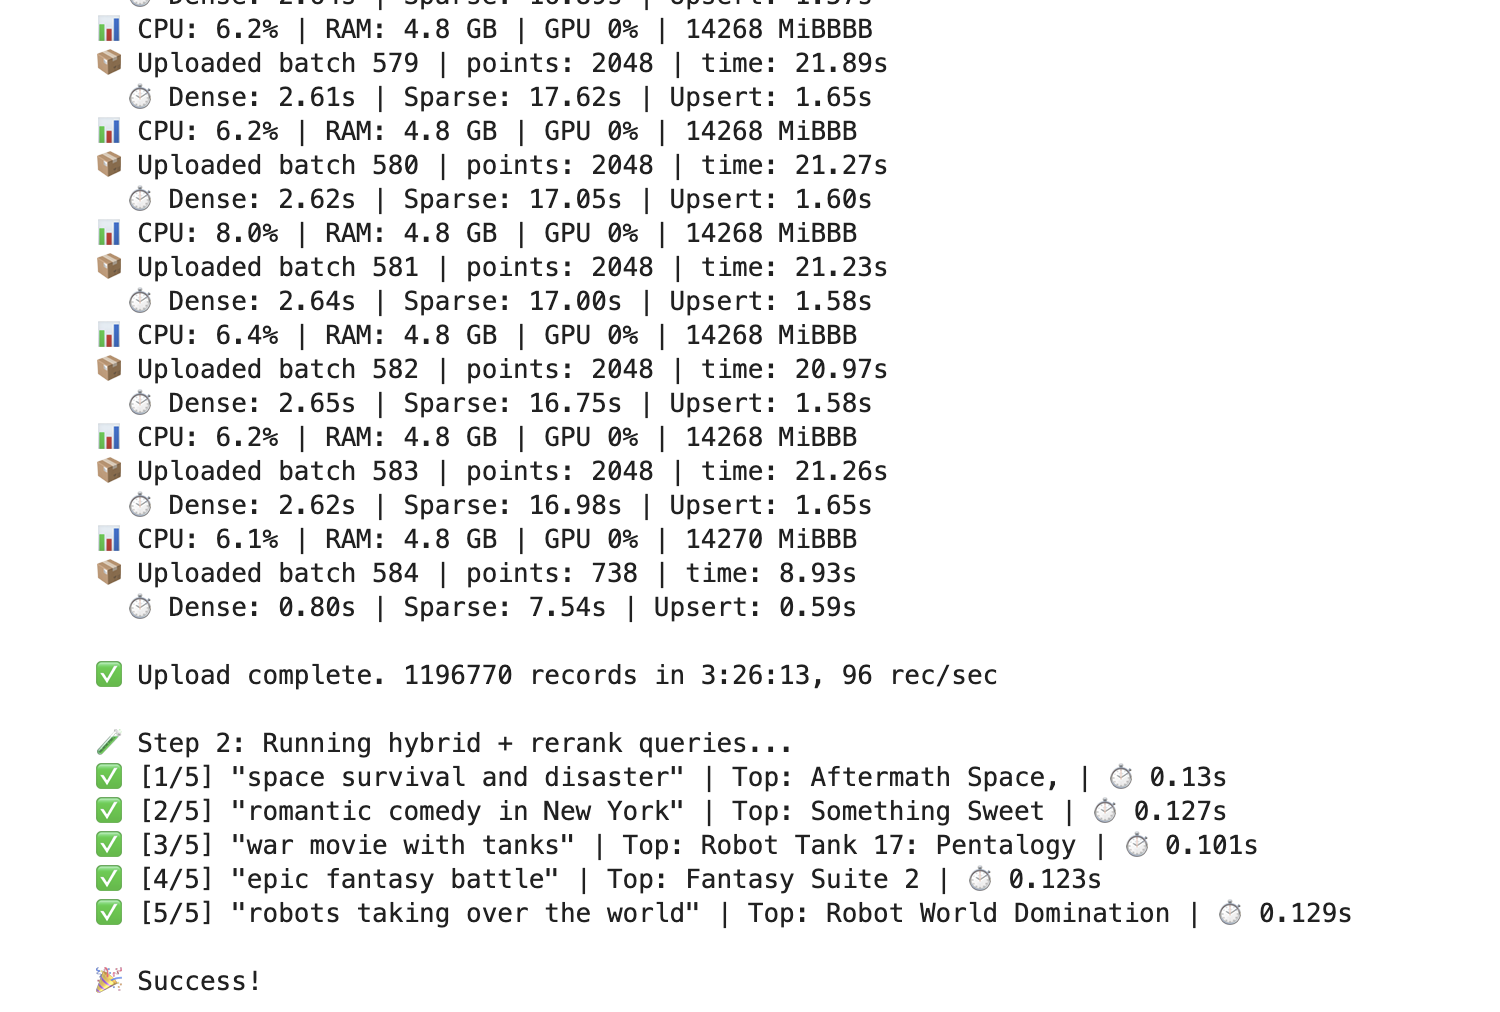 ⏱ Dense: 2.64s | Sparse: 16.89s | Upsert: 1.57s
📊 CPU: 6.2% | RAM: 4.8 GB | GPU 0% | 14268 MiBBBB
📦 Uploaded batch 579 | points: 2048 | time: 21.89s
⏱ Dense: 2.61s | Sparse: 17.62s | Upsert: 1.65s
📊 CPU: 6.2% | RAM: 4.8 GB | GPU 0% | 14268 MiBBB
📦 Uploaded batch 580 | points: 2048 | time: 21.27s
⏱ Dense: 2.62s | Sparse: 17.05s | Upsert: 1.60s
📊 CPU: 8.0% | RAM: 4.8 GB | GPU 0% | 14268 MiBBB
📦 Uploaded batch 581 | points: 2048 | time: 21.23s
⏱ Dense: 2.64s | Sparse: 17.00s | Upsert: 1.58s
📊 CPU: 6.4% | RAM: 4.8 GB | GPU 0% | 14268 MiBBB
📦 Uploaded batch 582 | points: 2048 | time: 20.97s
⏱ Dense: 2.65s | Sparse: 16.75s | Upsert: 1.58s
📊 CPU: 6.2% | RAM: 4.8 GB | GPU 0% | 14268 MiBBB
📦 Uploaded batch 583 | points: 2048 | time: 21.26s
⏱ Dense: 2.62s | Sparse: 16.98s | Upsert: 1.65s
📊 CPU: 6.1% | RAM: 4.8 GB | GPU 0% | 14270 MiBBB
📦 Uploaded batch 584 | points: 738 | time: 8.93s
⏱ Dense: 0.80s | Sparse: 7.54s | Upsert: 0.59s
✅ Upload complete. 1196770 records in 3:26:13, 96 rec/sec
🧪 Step 2: Running hybrid + rerank queries...
✅ [1/5] "space survival and disaster" | Top: Aftermath Space, | ⏱ 0.13s
✅ [2/5] "romantic comedy in New York" | Top: Something Sweet | ⏱ 0.127s
✅ [3/5] "war movie with tanks" | Top: Robot Tank 17: Pentalogy | ⏱ 0.101s
✅ [4/5] "epic fantasy battle" | Top: Fantasy Suite 2 | ⏱ 0.123s
✅ [5/5] "robots taking over the world" | Top: Robot World Domination | ⏱ 0.129s
🎉 Success!